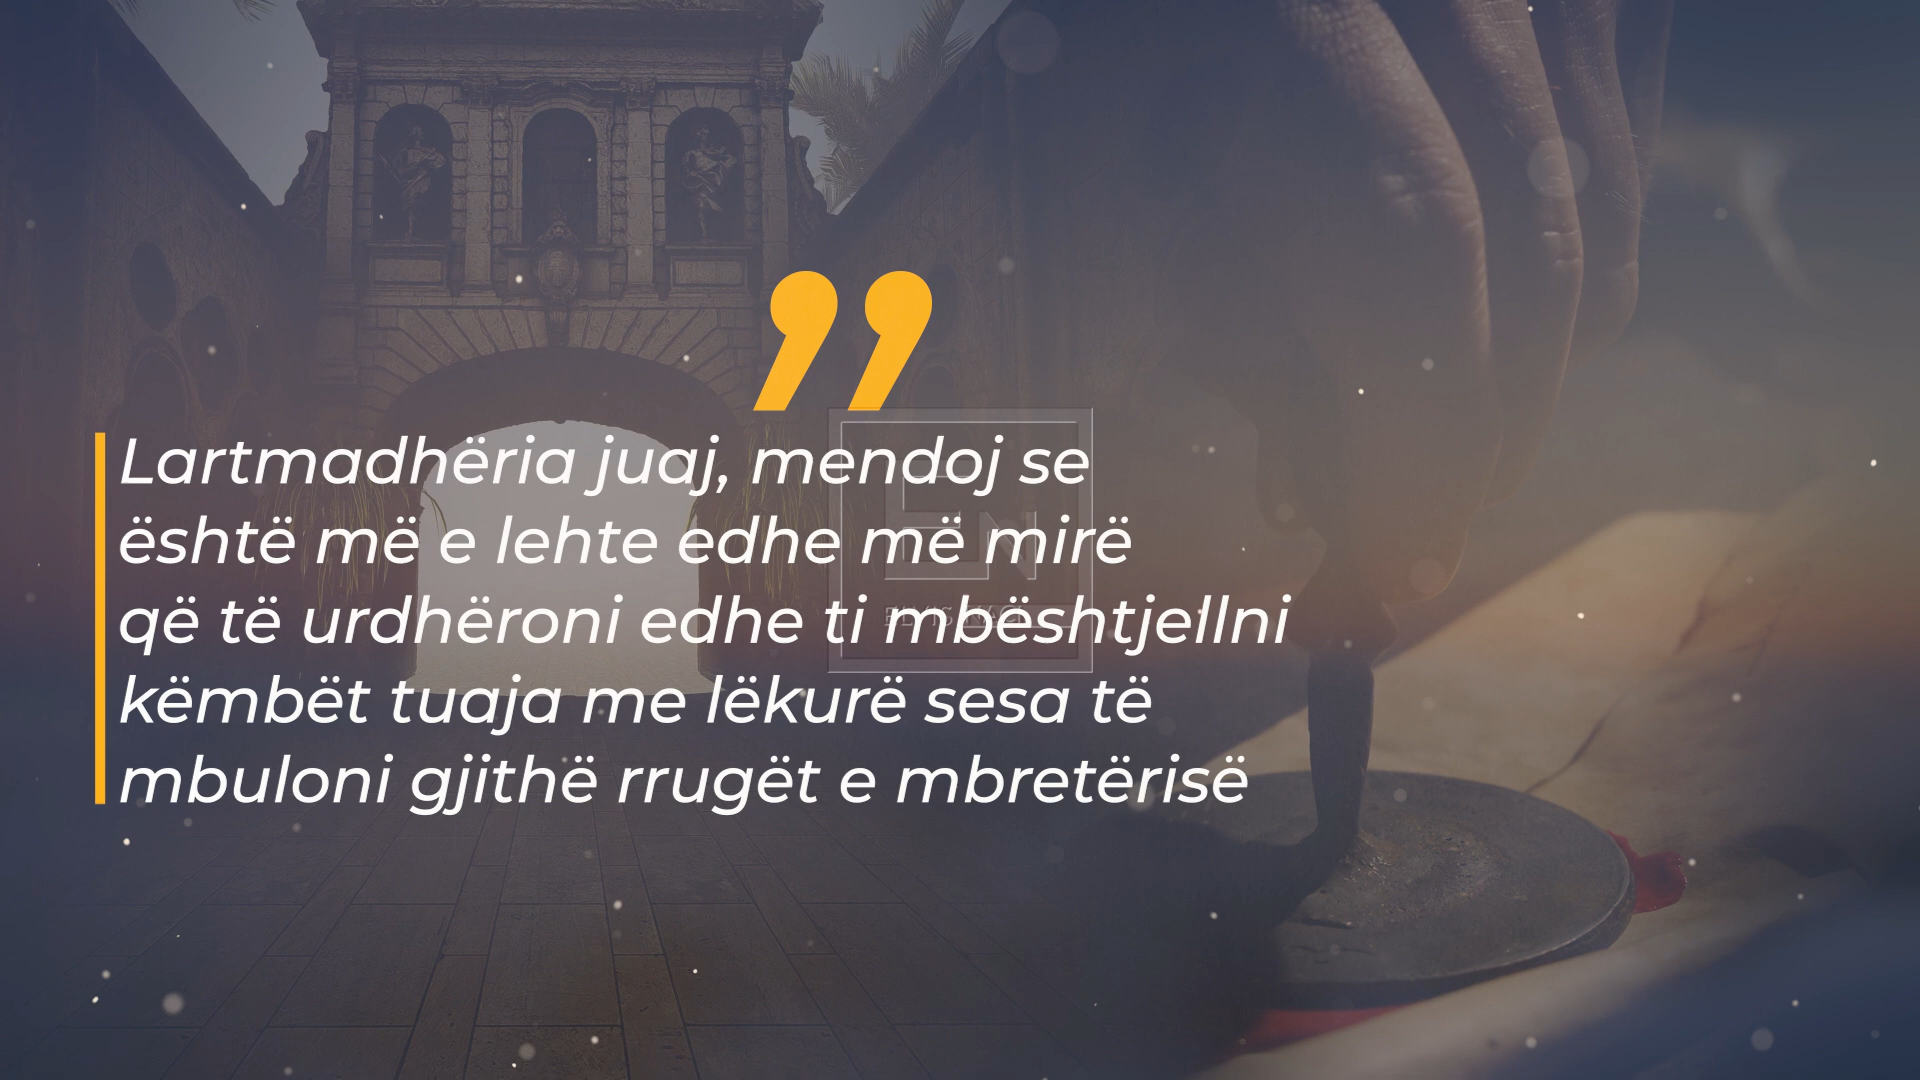 Lartmadhëria juaj, mendoj se
është më e lehte edhe më mirë
që të urdhëroni edhe ti mbështjellni
këmbët tuaja me lëkurë sesa të
mbuloni gjithë rrugët e mbretërisë